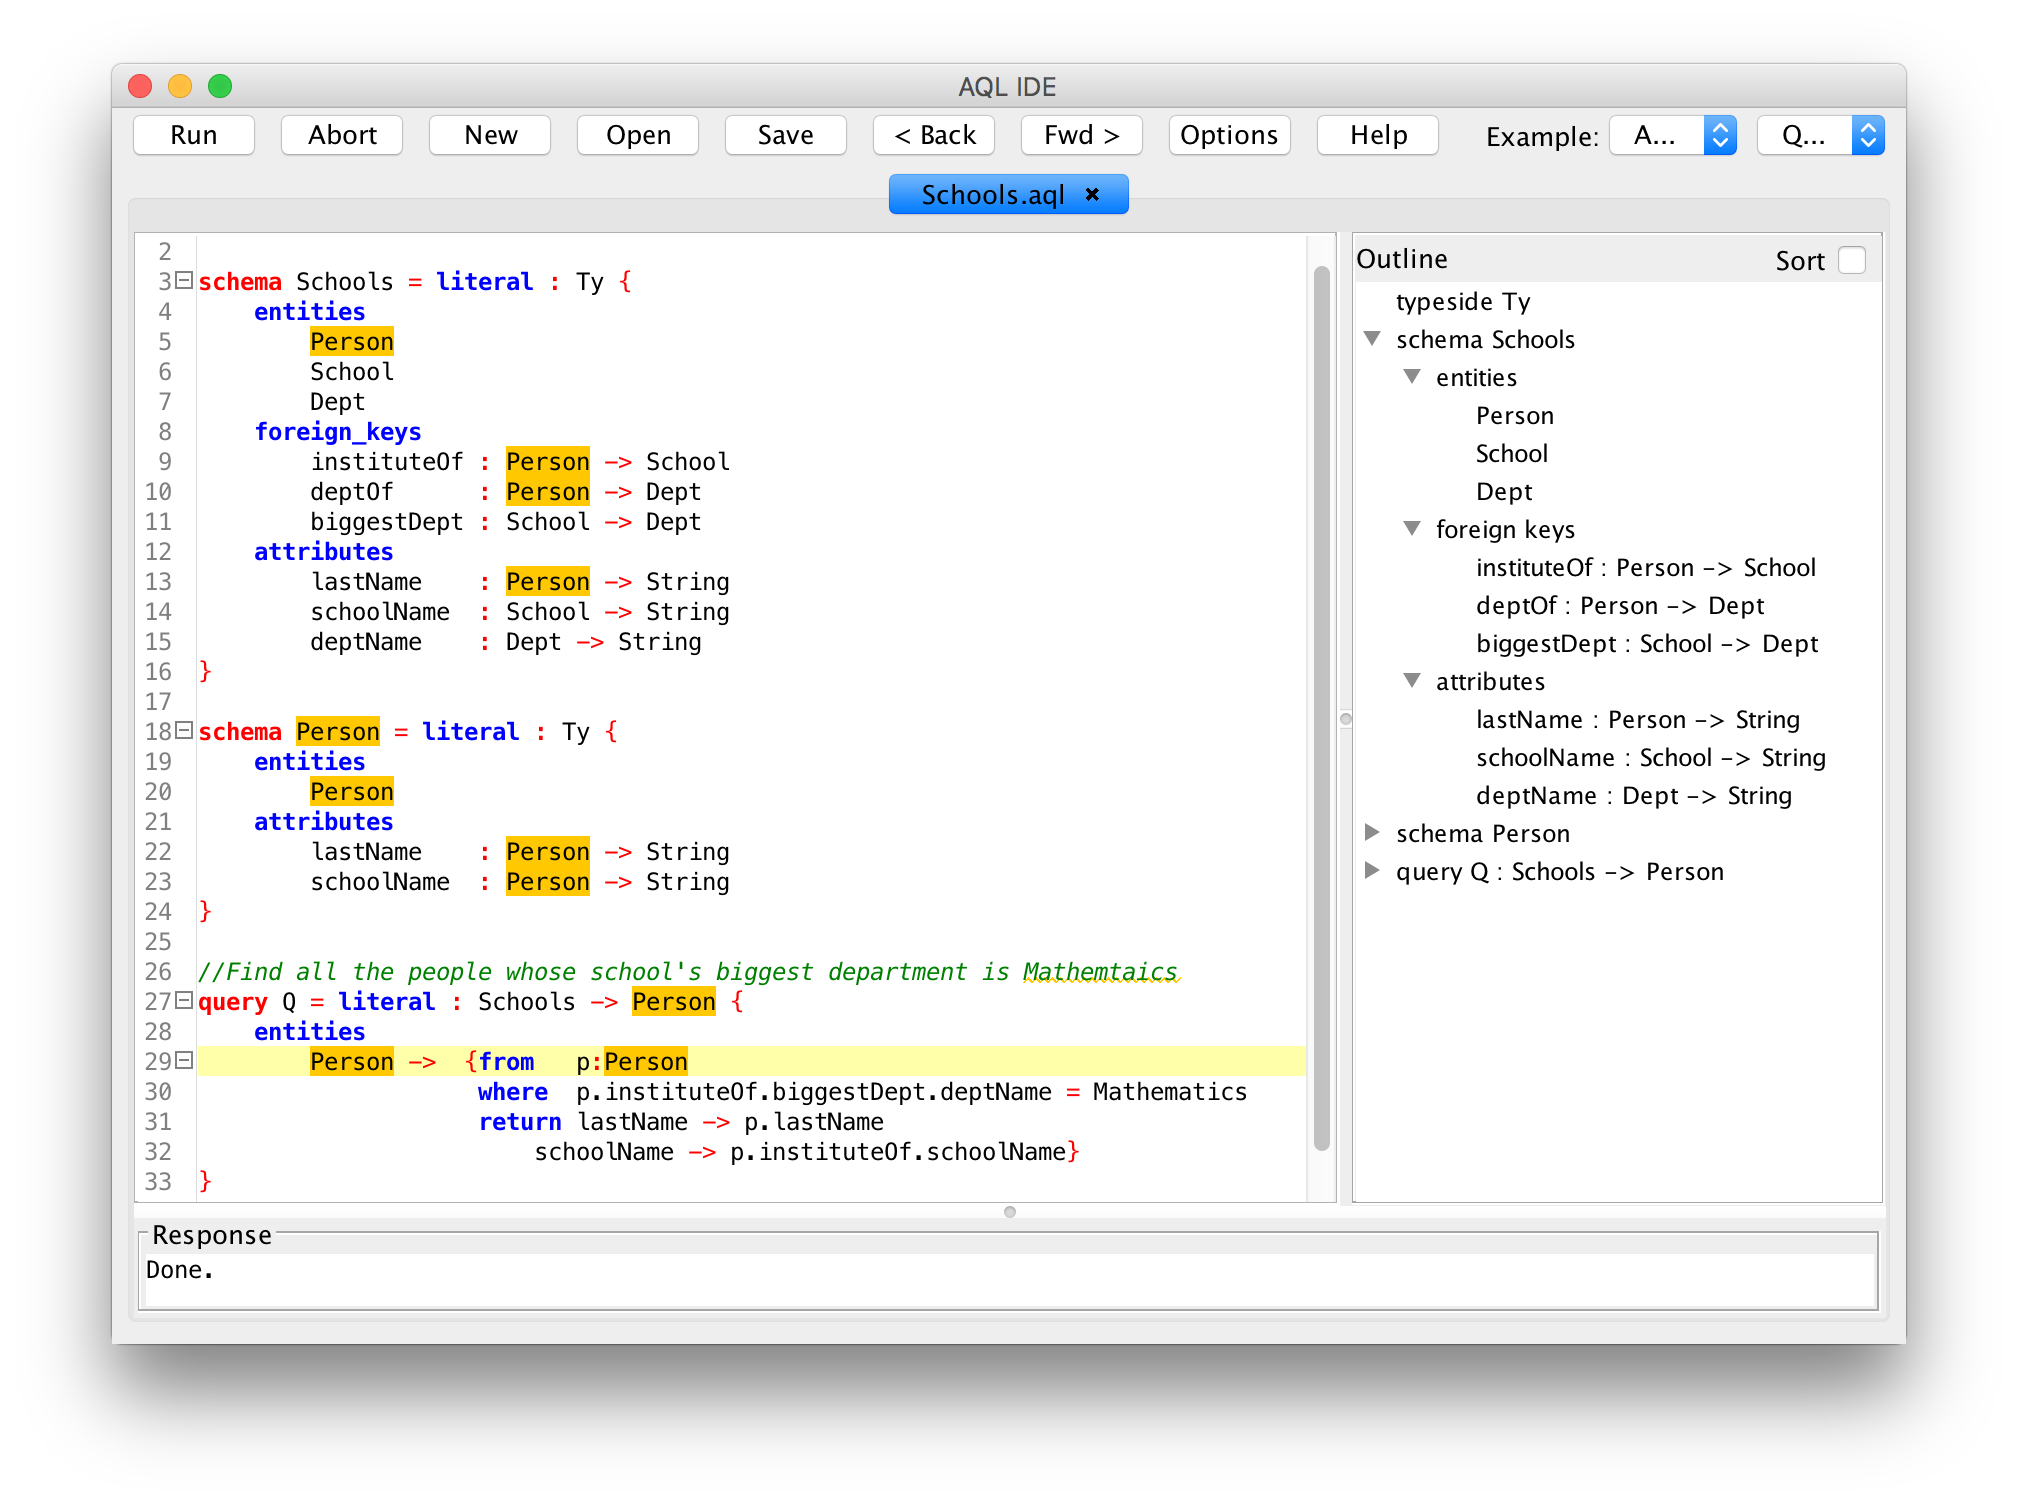 AQL IDE
Run Abort New Open Save < Back Fwd > Options Help Example: A... Q...
Schools.aql ✖
2
3 schema Schools = literal : Ty {
4     entities
5         Person
6         School
7         Dept
8     foreign_keys
9         instituteOf : Person -> School
10         deptOf      : Person -> Dept
11         biggestDept : School -> Dept
12     attributes
13         lastName    : Person -> String
14         schoolName  : School -> String
15         deptName    : Dept -> String
16 }
17
18 schema Person = literal : Ty {
19     entities
20         Person
21     attributes
22         lastName    : Person -> String
23         schoolName  : Person -> String
24 }
25
26 //Find all the people whose school's biggest department is Mathemtaics
27 query Q = literal : Schools -> Person {
28     entities
29         Person ->  {from   p:Person
30                     where  p.instituteOf.biggestDept.deptName = Mathematics
31                     return lastName -> p.lastName
32                         schoolName -> p.instituteOf.schoolName}
33 }
Outline Sort
typeside Ty
schema Schools
entities
Person
School
Dept
foreign keys
instituteOf : Person -> School
deptOf : Person -> Dept
biggestDept : School -> Dept
attributes
lastName : Person -> String
schoolName : School -> String
deptName : Dept -> String
schema Person
query Q : Schools -> Person
Response
Done.